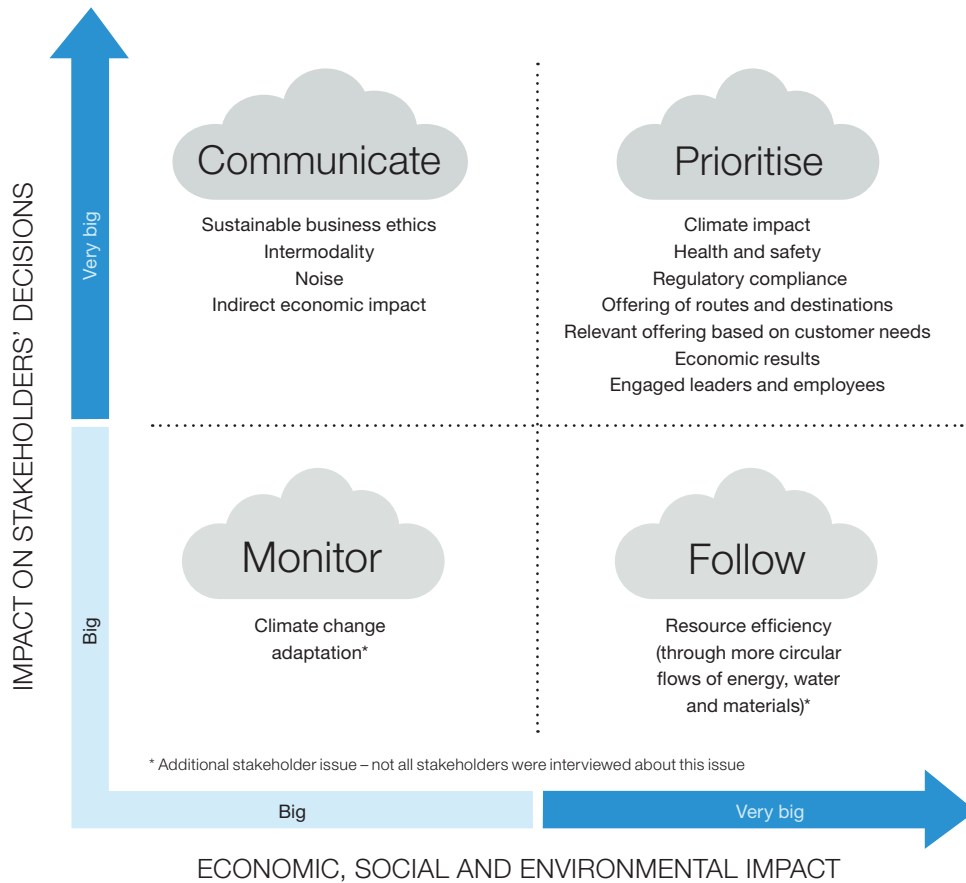 IMPACT ON STAKEHOLDERS' DECISIONS
Very big
Big
Communicate
Sustainable business ethics
Intermodality
Noise
Indirect economic impact
Prioritise
Climate impact
Health and safety
Regulatory compliance
Offering of routes and destinations
Relevant offering based on customer needs
Economic results
Engaged leaders and employees
Monitor
Climate change
adaptation*
Follow
Resource efficiency
(through more circular
flows of energy, water
and materials)*
* Additional stakeholder issue – not all stakeholders were interviewed about this issue
Big
Very big
ECONOMIC, SOCIAL AND ENVIRONMENTAL IMPACT